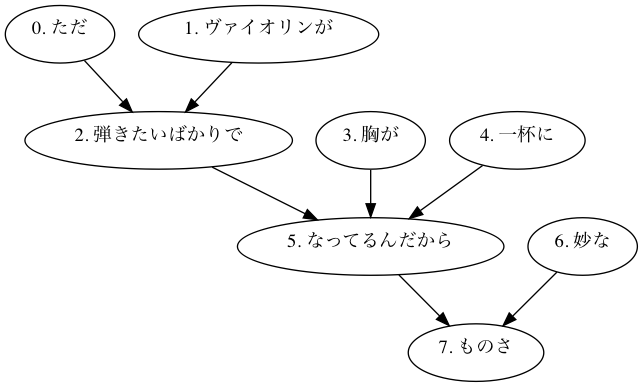 0. ただ
1. ヴァイオリンが
2. 弾きたいばかりで
3. 胸が
4. 一杯に
5. なってるんだから
6. 妙な
7. ものさ